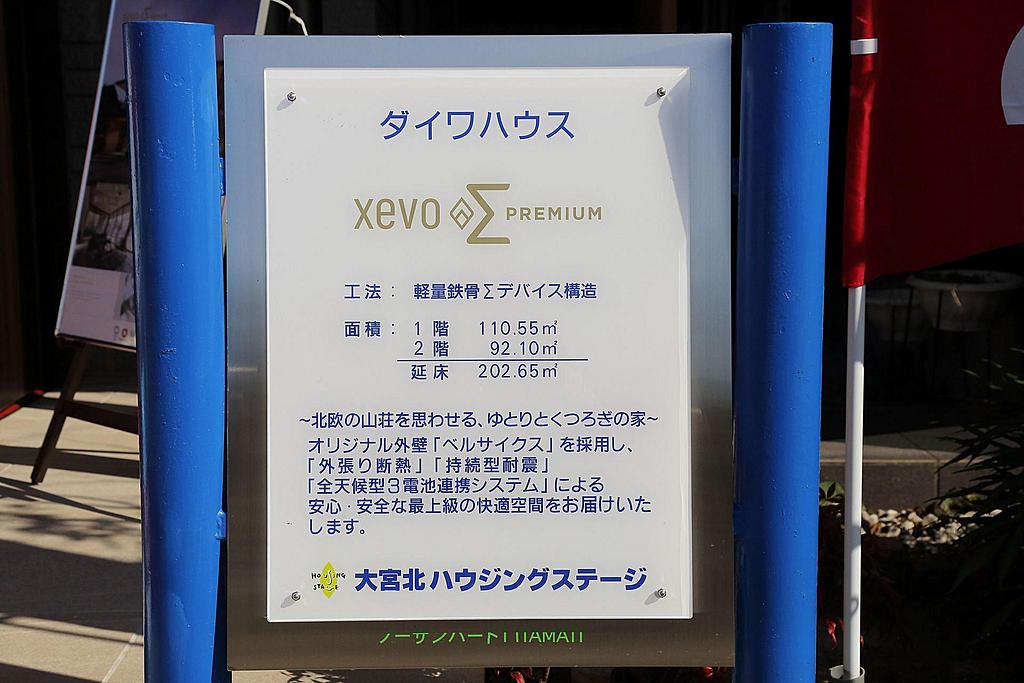 ダイワハウス
xevo Σ PREMIUM
工法： 軽量鉄骨Σデバイス構造
面積： 1階 110.55㎡
2階 92.10㎡
延床 202.65㎡
~北欧の山荘を思わせる、ゆとりとくつろぎの家~
オリジナル外壁「ベルサイクス」を採用し、
「外張り断熱」「持続型耐震」
「全天候型3電池連携システム」による
安心・安全な最上級の快適空間をお届けいた
します。
HOUSING
STAGE
大宮北ハウジングステージ